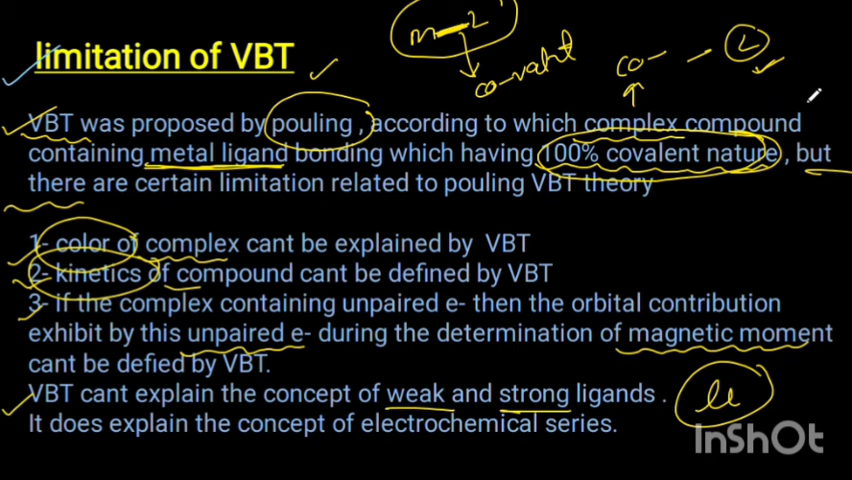 m-L
limitation of VBT
co-valent
co-
L
VBT was proposed by pouling , according to which complex compound
containing metal ligand bonding which having 100% covalent nature , but
there are certain limitation related to pouling VBT theory
1- color of complex cant be explained by VBT
2- kinetics of compound cant be defined by VBT
3- if the complex containing unpaired e- then the orbital contribution
exhibit by this unpaired e- during the determination of magnetic moment
cant be defied by VBT.
VBT cant explain the concept of weak and strong ligands .
It does explain the concept of electrochemical series.
InShOt